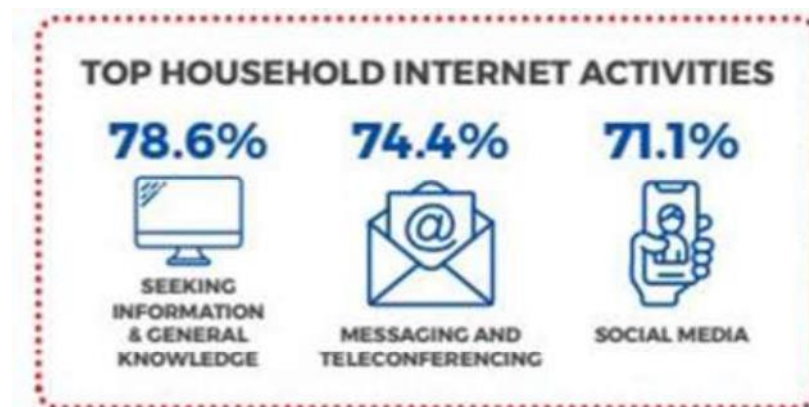 TOP HOUSEHOLD INTERNET ACTIVITIES
78.6%
SEEKING
INFORMATION
& GENERAL
KNOWLEDGE
74.4%
@
MESSAGING AND
TELECONFERENCING
71.1%
SOCIAL MEDIA